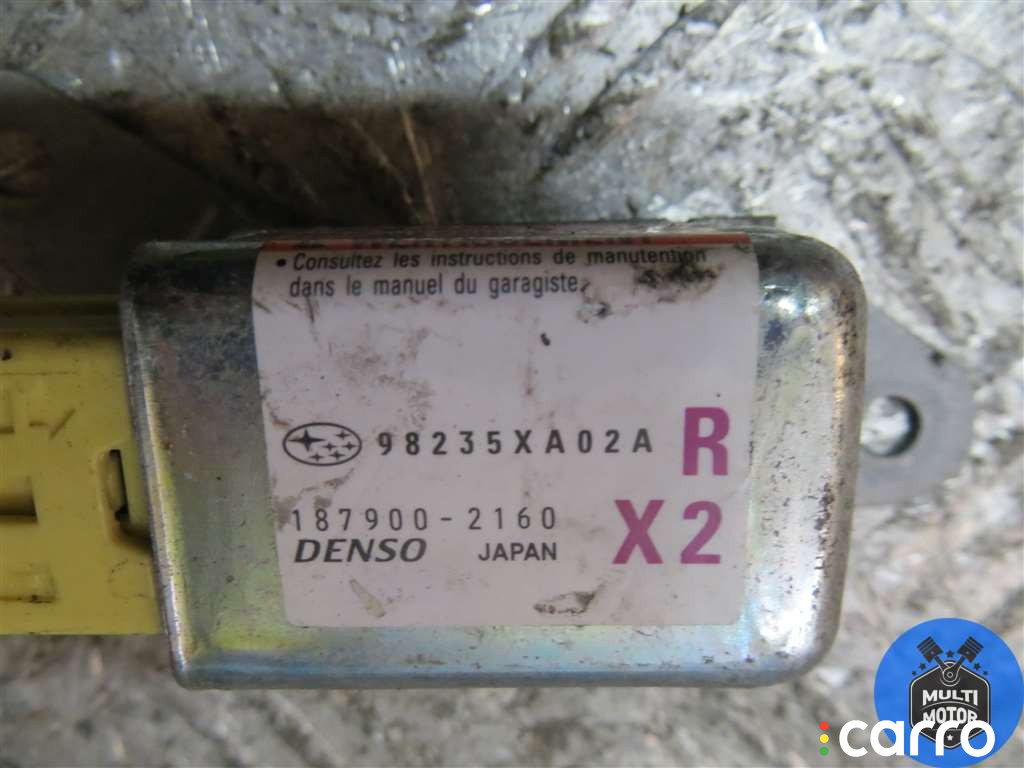 • Consultez les instructions de manutention
dans le manuel du garagiste.
98235XA02A R
187900-2160 X2
DENSO JAPAN
MULTI
MOTOR
carro